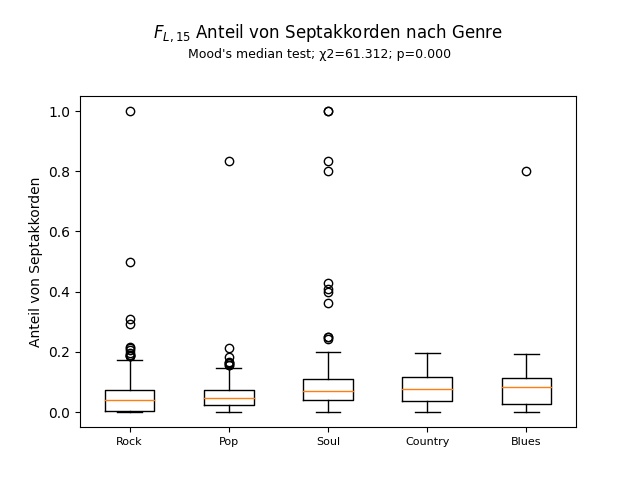 F_{L,15} Anteil von Septakkorden nach Genre
Mood's median test; χ2=61.312; p=0.000
Anteil von Septakkorden
1.0
0.8
0.6
0.4
0.2
0.0
Rock Pop Soul Country Blues